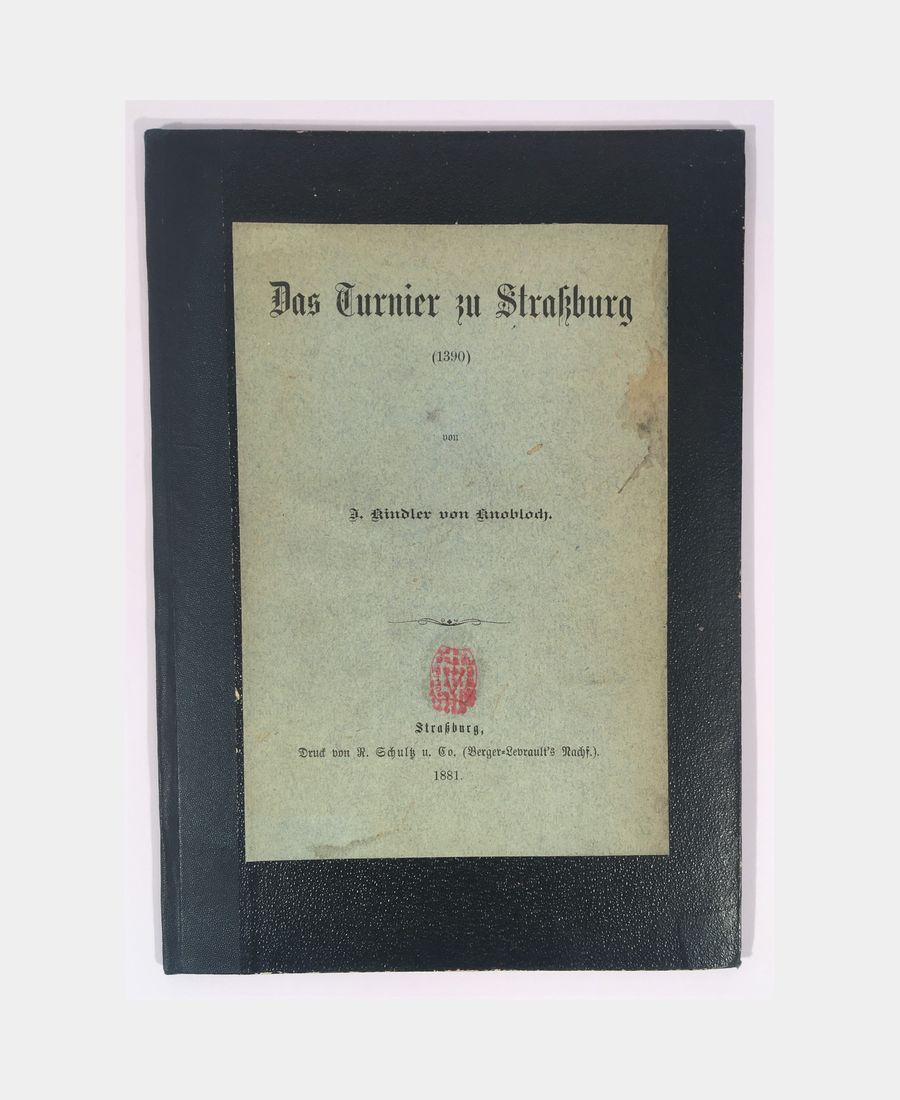 Das Turnier zu Straßburg
(1390)
von
J. Kindler von Knobloch.
Straßburg,
Druck von R. Schultz u. Co. (Berger-Levrault's Nachf.).
1881.